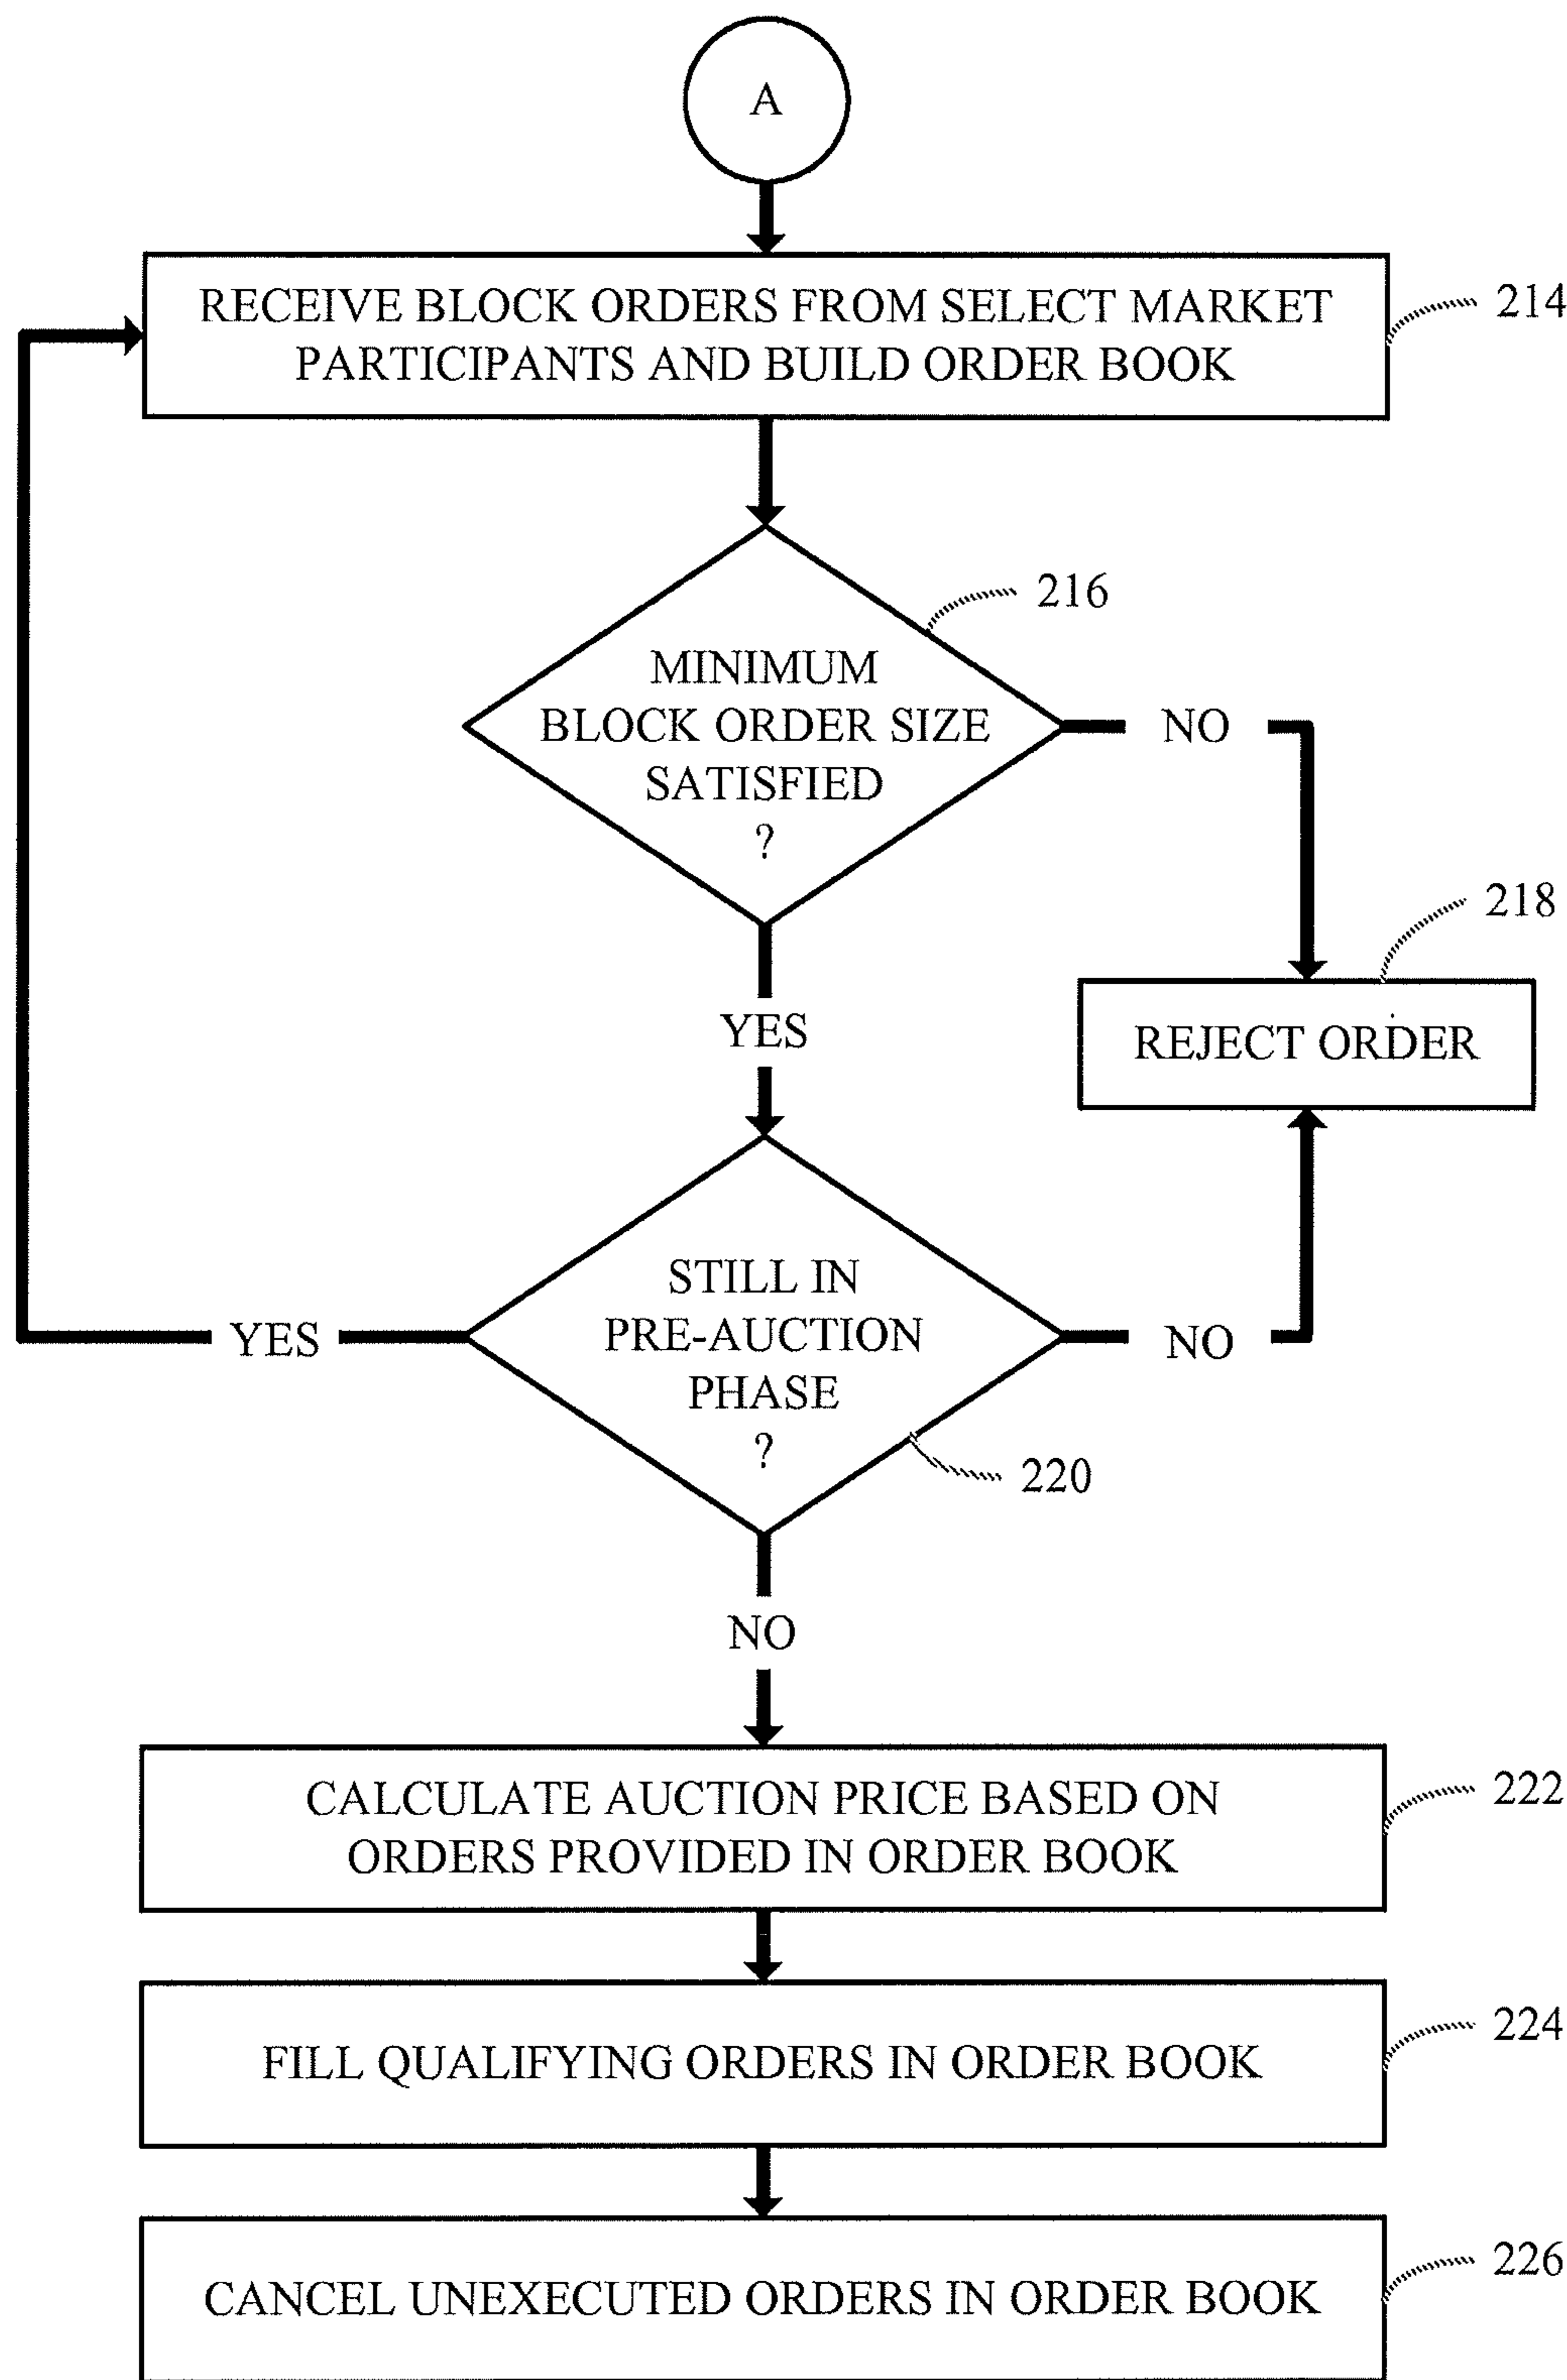 A
RECEIVE BLOCK ORDERS FROM SELECT MARKET
PARTICIPANTS AND BUILD ORDER BOOK
214
216
MINIMUM
BLOCK ORDER SIZE
SATISFIED
?
NO
218
YES
REJECT ORDER
STILL IN
PRE-AUCTION
PHASE
?
YES
NO
220
NO
CALCULATE AUCTION PRICE BASED ON
ORDERS PROVIDED IN ORDER BOOK
222
FILL QUALIFYING ORDERS IN ORDER BOOK
224
CANCEL UNEXECUTED ORDERS IN ORDER BOOK
226